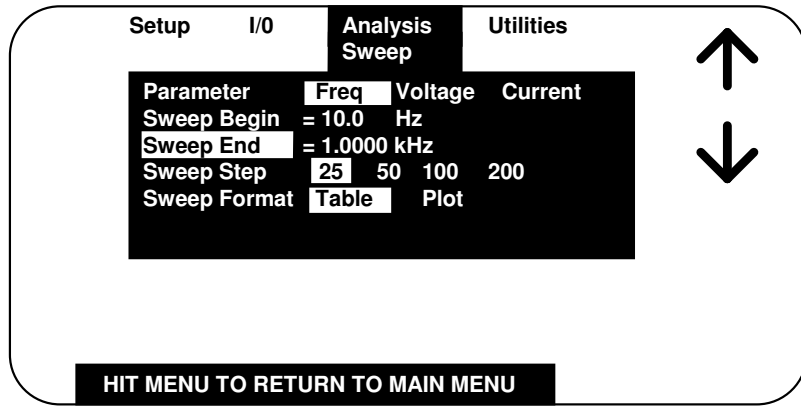 Setup I/0 Analysis Utilities
Sweep
Parameter Freq Voltage Current
Sweep Begin = 10.0 Hz
Sweep End = 1.0000 kHz
Sweep Step 25 50 100 200
Sweep Format Table Plot
HIT MENU TO RETURN TO MAIN MENU